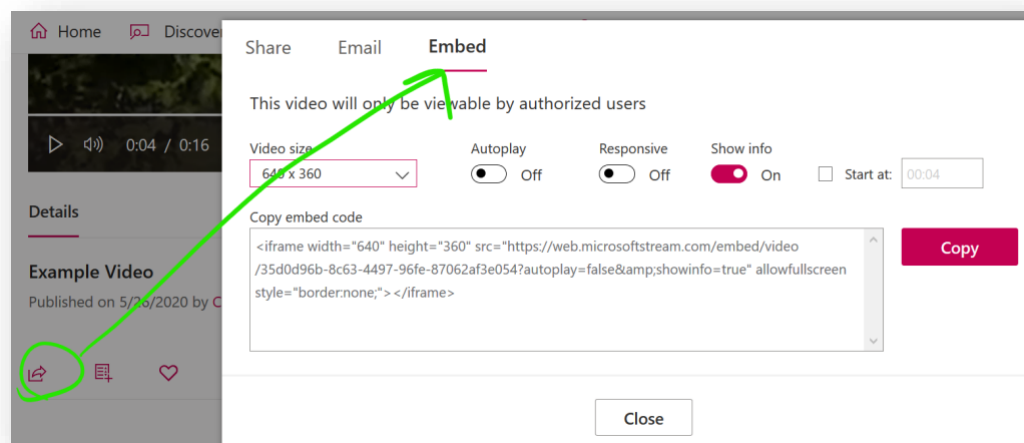 Home Discover
Share Email Embed
This video will only be viewable by authorized users
0:04 / 0:16
Video size Autoplay Responsive Show info
640 x 360 Off Off On Start at: 00:04
Details
Copy embed code
<iframe width="640" height="360" src="https://web.microsoftstream.com/embed/video
/35d0d96b-8c63-4497-96fe-87062af3e054?autoplay=false&amp;showinfo=true" allowfullscreen
style="border:none;"></iframe>
Copy
Example Video
Published on 5/26/2020 by C
Close